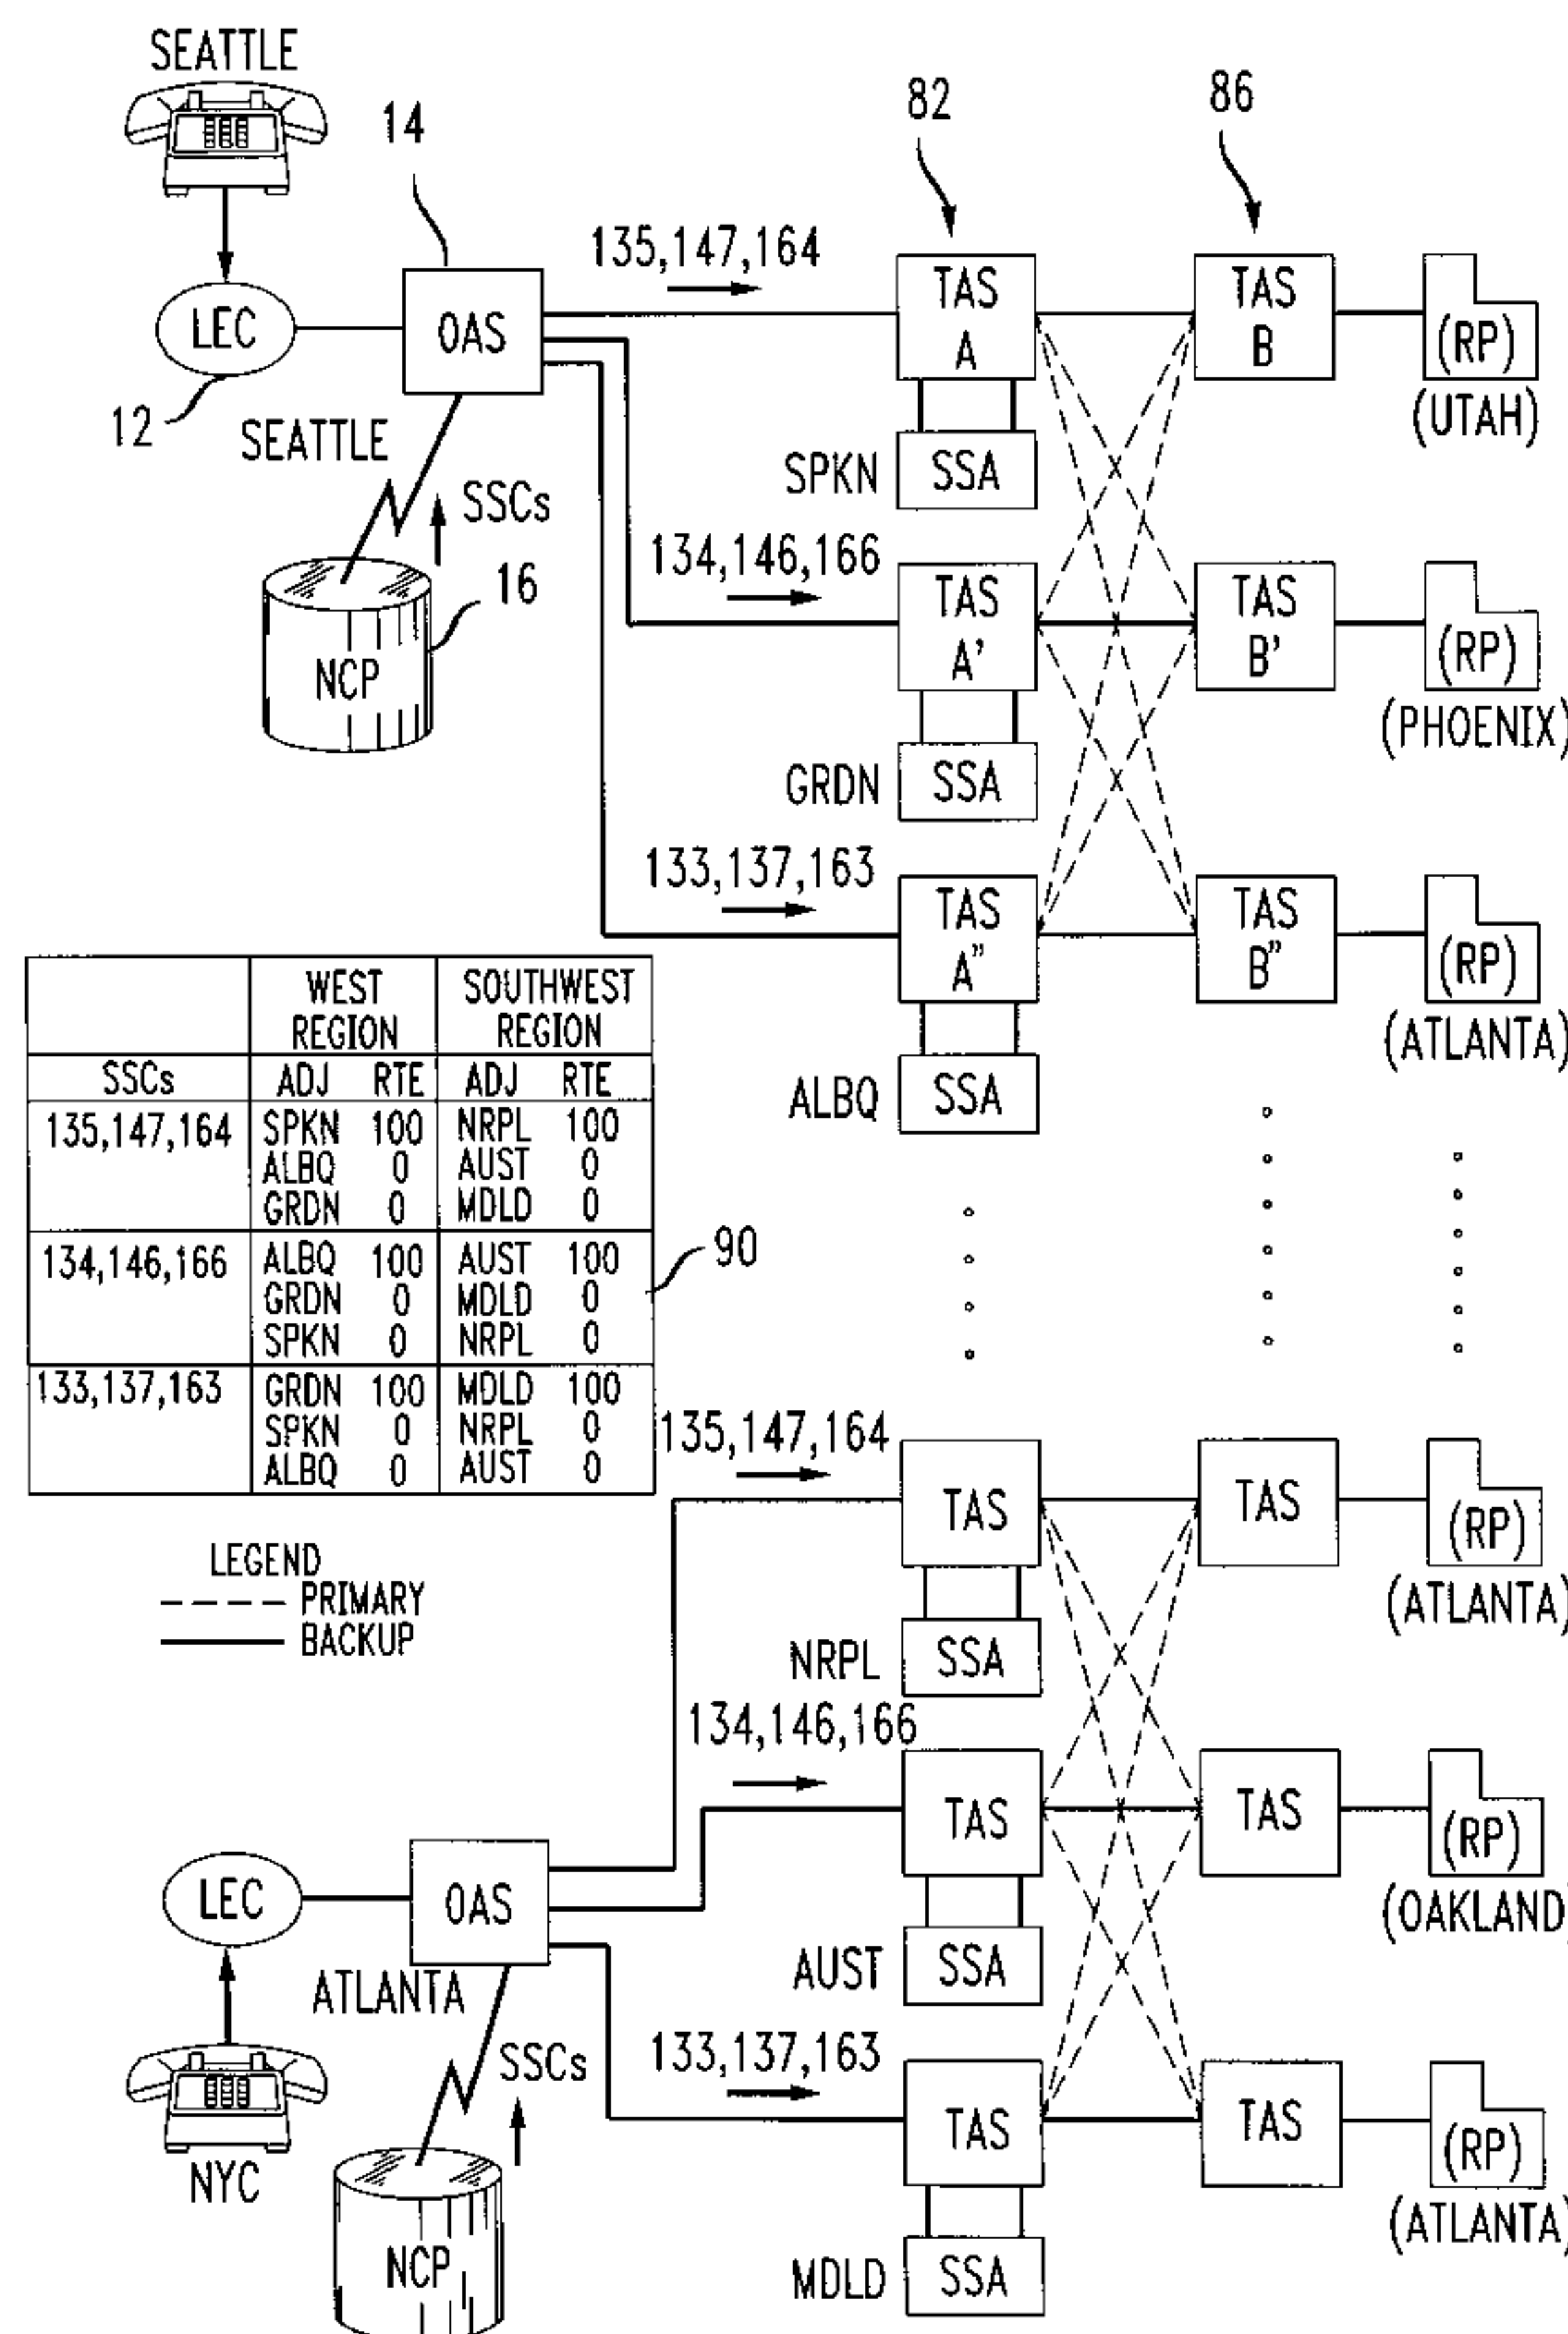 SEATTLE
14
82
86
135,147,164
LEC
OAS
TAS
A
TAS
B
(RP)
(UTAH)
12
SEATTLE
SPKN
SSA
SSCs
16
NCP
134,146,166
TAS
A'
TAS
B'
(RP)
(PHOENIX)
GRDN
SSA
133,137,163
TAS
A"
TAS
B"
(RP)
(ATLANTA)
ALBQ
SSA
WEST REGION
SOUTHWEST REGION
SSCs ADJ RTE ADJ RTE
135,147,164 SPKN 100 NRPL 100
ALBQ 0 AUST 0
GRDN 0 MDLD 0
134,146,166 ALBQ 100 AUST 100
GRDN 0 MDLD 0
SPKN 0 NRPL 0
133,137,163 GRDN 100 MDLD 100
SPKN 0 NRPL 0
ALBQ 0 AUST 0
90
LEGEND
PRIMARY
BACKUP
135,147,164
TAS
TAS
(RP)
(ATLANTA)
NRPL
SSA
134,146,166
TAS
TAS
(RP)
(OAKLAND)
LEC
OAS
AUST
SSA
ATLANTA
133,137,163
SSCs
TAS
TAS
(RP)
(ATLANTA)
NYC
NCP
MDLD
SSA